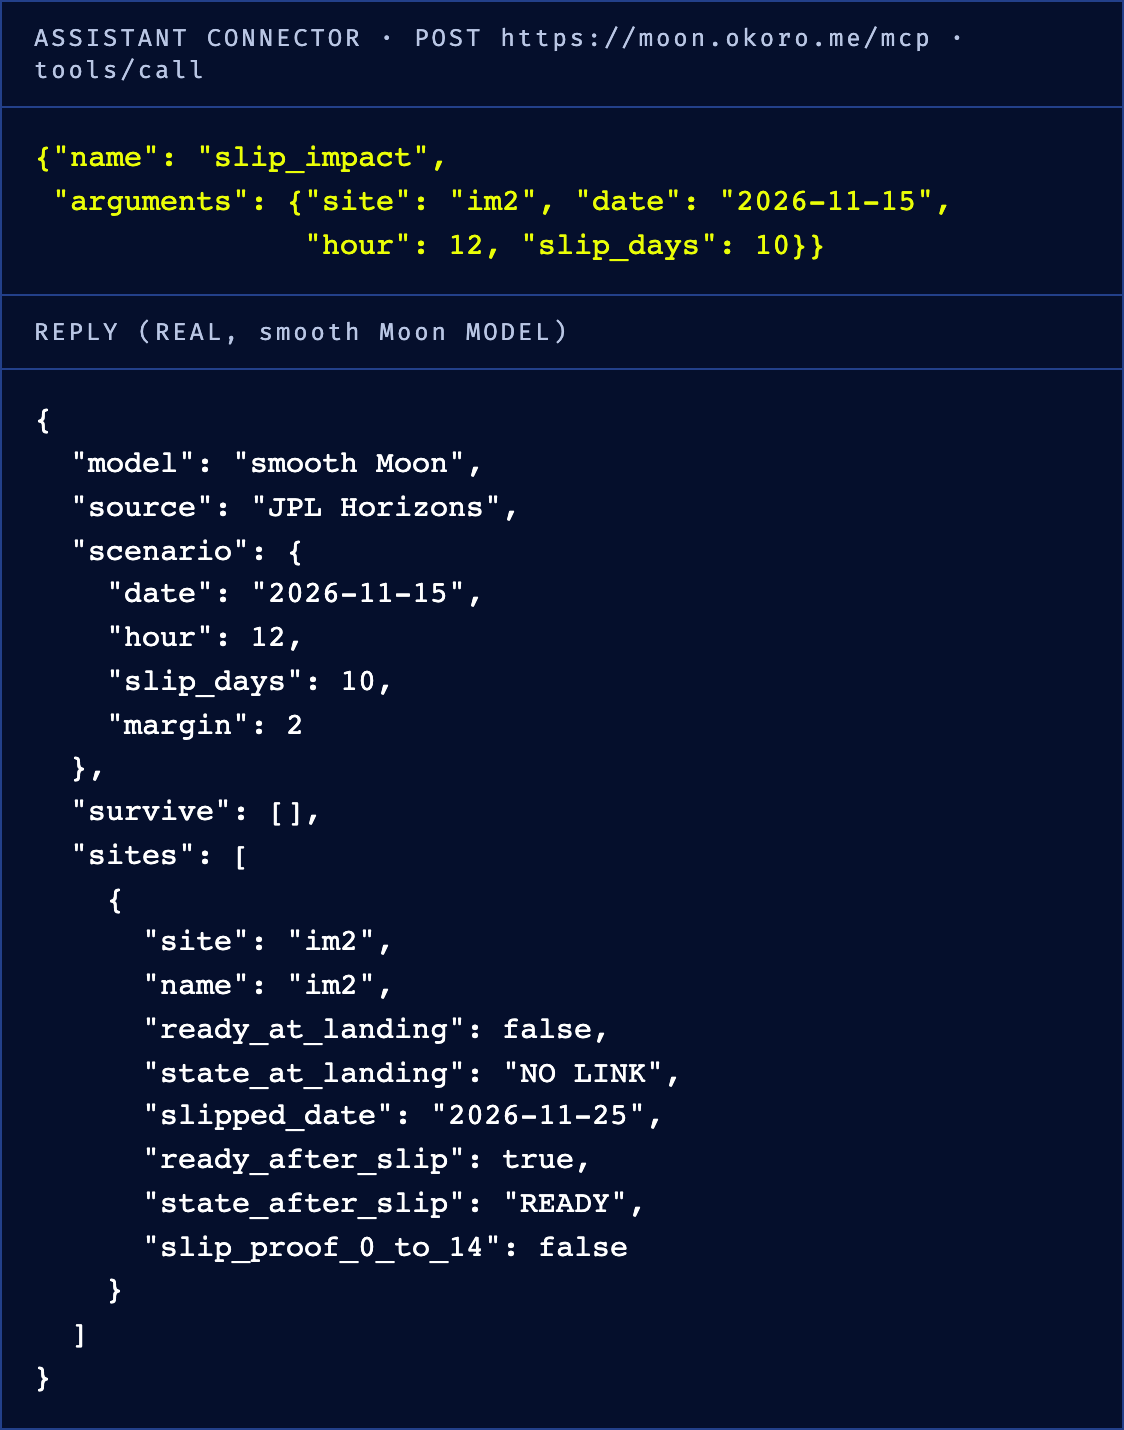 ASSISTANT CONNECTOR · POST https://moon.okoro.me/mcp ·
tools/call
{"name": "slip_impact",
 "arguments": {"site": "im2", "date": "2026-11-15",
               "hour": 12, "slip_days": 10}}
REPLY (REAL, smooth Moon MODEL)
{
  "model": "smooth Moon",
  "source": "JPL Horizons",
  "scenario": {
    "date": "2026-11-15",
    "hour": 12,
    "slip_days": 10,
    "margin": 2
  },
  "survive": [],
  "sites": [
    {
      "site": "im2",
      "name": "im2",
      "ready_at_landing": false,
      "state_at_landing": "NO LINK",
      "slipped_date": "2026-11-25",
      "ready_after_slip": true,
      "state_after_slip": "READY",
      "slip_proof_0_to_14": false
    }
  ]
}